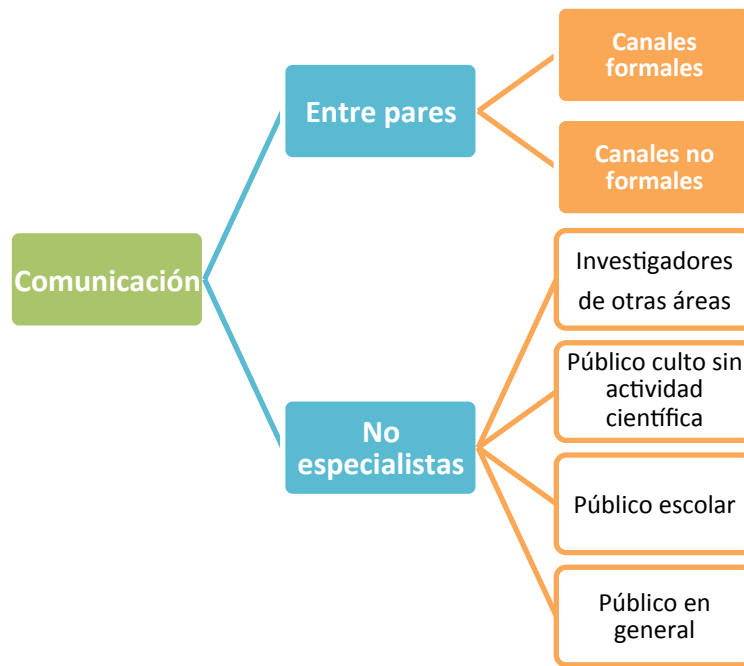 Comunicación
Entre pares
Canales
formales
Canales no
formales
No
especialistas
Investigadores
de otras áreas
Público culto sin
actividad
científica
Público escolar
Público en
general